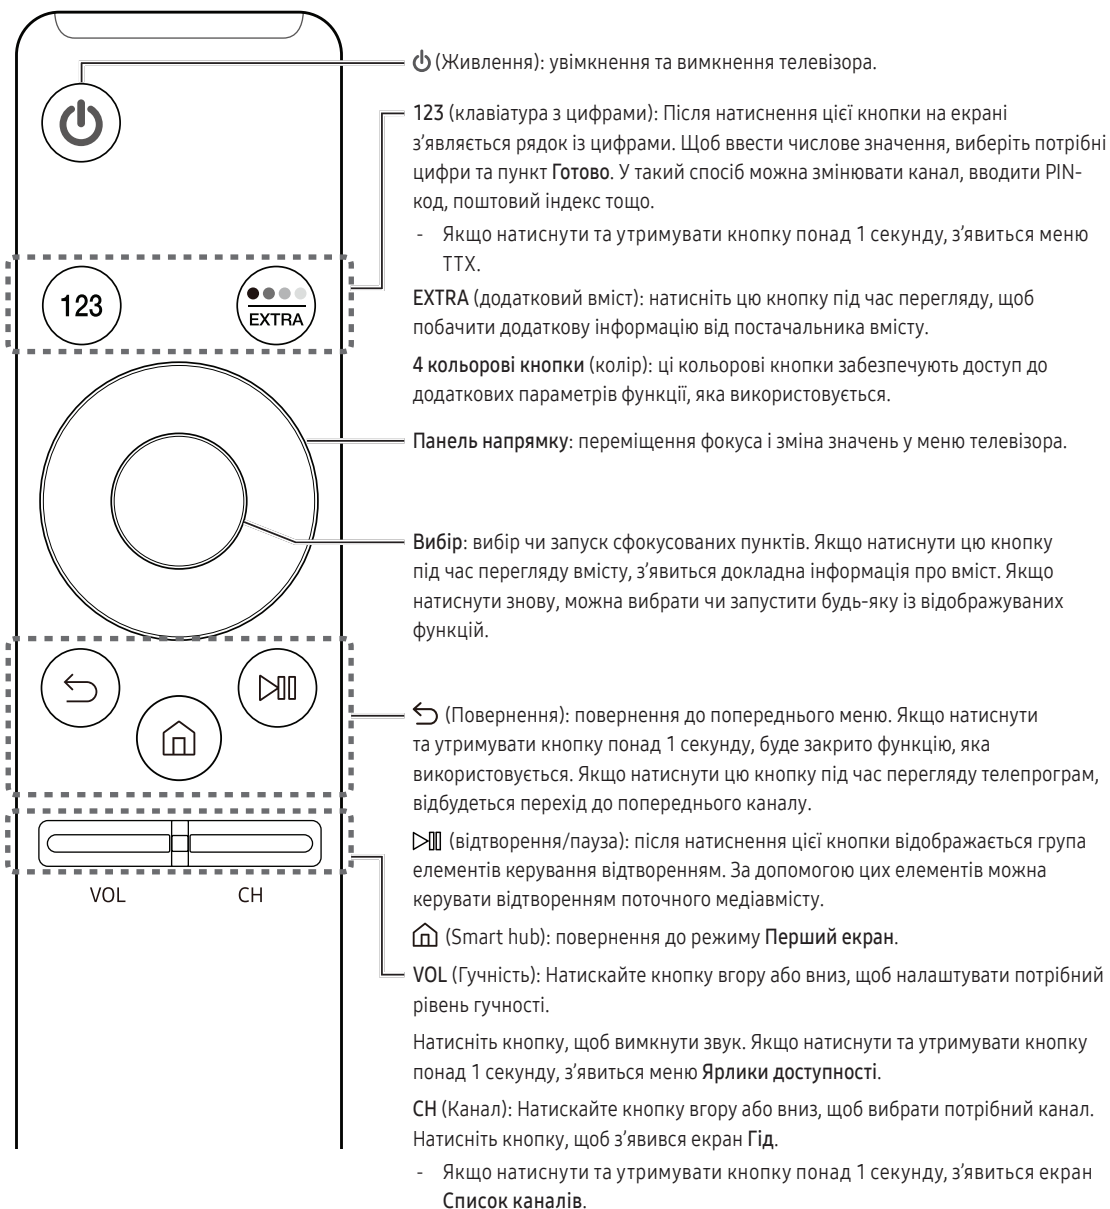 (Живлення): увімкнення та вимкнення телевізора.
123 (клавіатура з цифрами): Після натиснення цієї кнопки на екрані
з’являється рядок із цифрами. Щоб ввести числове значення, виберіть потрібні
цифри та пункт Готово. У такий спосіб можна змінювати канал, вводити PIN-
код, поштовий індекс тощо.
- Якщо натиснути та утримувати кнопку понад 1 секунду, з’явиться меню
TTX.
123
EXTRA
EXTRA (додатковий вміст): натисніть цю кнопку під час перегляду, щоб
побачити додаткову інформацію від постачальника вмісту.
4 кольорові кнопки (колір): ці кольорові кнопки забезпечують доступ до
додаткових параметрів функції, яка використовується.
Панель напрямку: переміщення фокуса і зміна значень у меню телевізора.
Вибір: вибір чи запуск сфокусованих пунктів. Якщо натиснути цю кнопку
під час перегляду вмісту, з’явиться докладна інформація про вміст. Якщо
натиснути знову, можна вибрати чи запустити будь-яку із відображуваних
функцій.
(Повернення): повернення до попереднього меню. Якщо натиснути
та утримувати кнопку понад 1 секунду, буде закрито функцію, яка
використовується. Якщо натиснути цю кнопку під час перегляду телепрограм,
відбудеться перехід до попереднього каналу.
(відтворення/пауза): після натиснення цієї кнопки відображається група
елементів керування відтворенням. За допомогою цих елементів можна
керувати відтворенням поточного медіавмісту.
VOL
CH
(Smart hub): повернення до режиму Перший екран.
VOL (Гучність): Натискайте кнопку вгору або вниз, щоб налаштувати потрібний
рівень гучності.
Натисніть кнопку, щоб вимкнути звук. Якщо натиснути та утримувати кнопку
понад 1 секунду, з’явиться меню Ярлики доступності.
CH (Канал): Натискайте кнопку вгору або вниз, щоб вибрати потрібний канал.
Натисніть кнопку, щоб з’явився екран Гід.
- Якщо натиснути та утримувати кнопку понад 1 секунду, з’явиться екран
Список каналів.